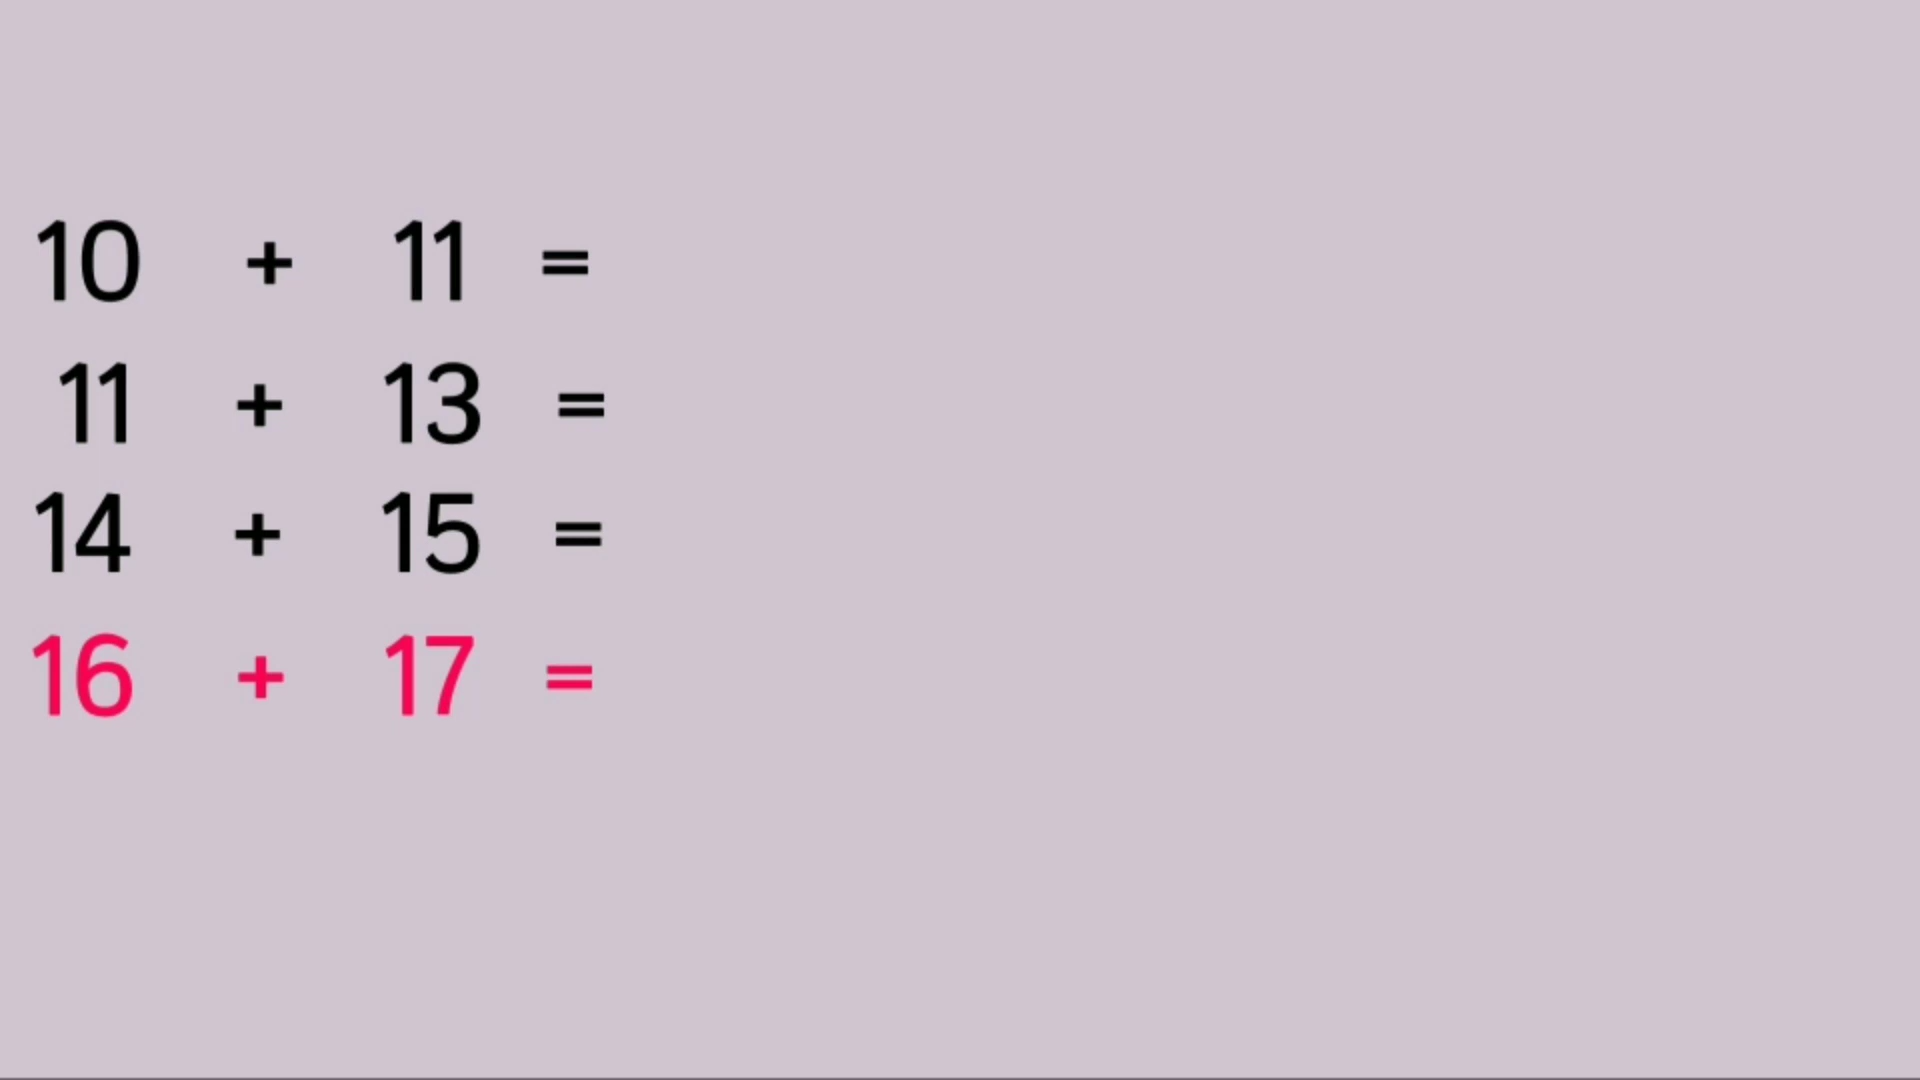 10 + 11 =
11 + 13 =
14 + 15 =
16 + 17 =